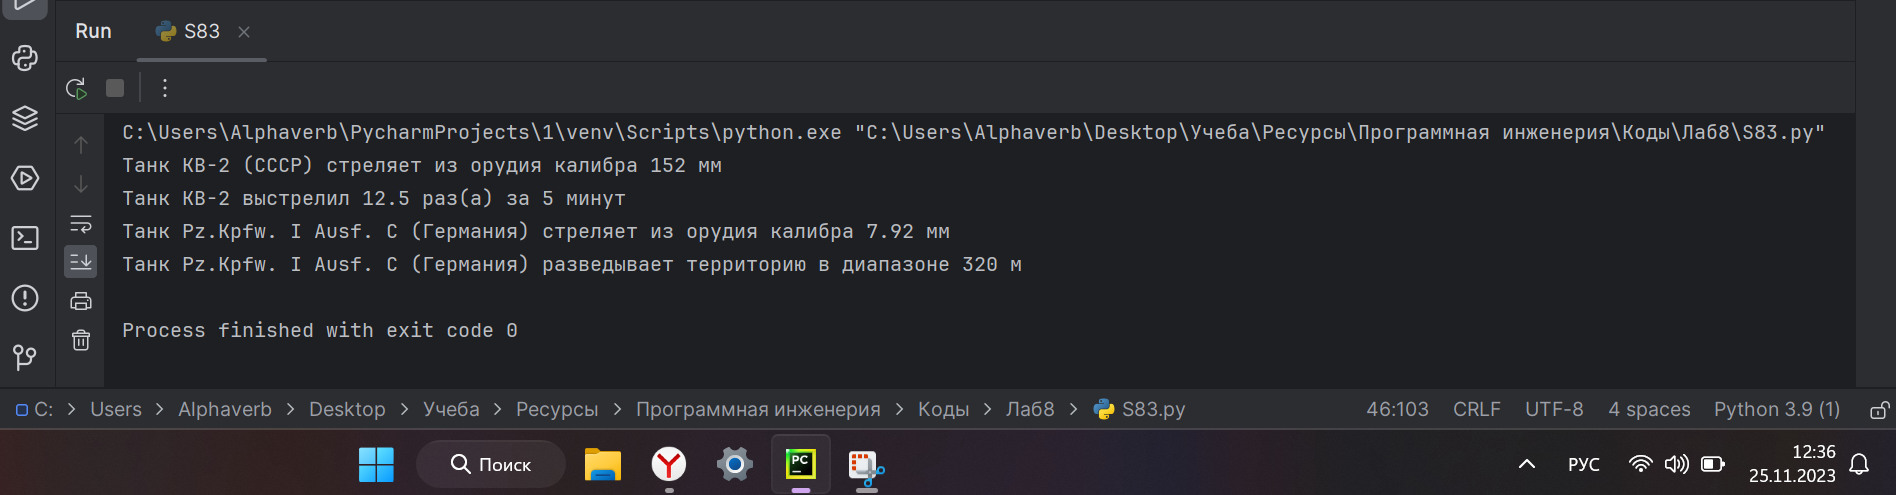 Run S83
C:\Users\Alphaverb\PycharmProjects\1\venv\Scripts\python.exe "C:\Users\Alphaverb\Desktop\Учеба\Ресурсы\Программная инженерия\Коды\Лаб8\S83.py"
Танк КВ-2 (СССР) стреляет из орудия калибра 152 мм
Танк КВ-2 выстрелил 12.5 раз(а) за 5 минут
Танк Pz.Kpfw. I Ausf. C (Германия) стреляет из орудия калибра 7.92 мм
Танк Pz.Kpfw. I Ausf. C (Германия) разведывает территорию в диапазоне 320 м
Process finished with exit code 0
C: > Users > Alphaverb > Desktop > Учеба > Ресурсы > Программная инженерия > Коды > Лаб8 > S83.py 46:103 CRLF UTF-8 4 spaces Python 3.9 (1)
Поиск PC РУС 12:36
25.11.2023